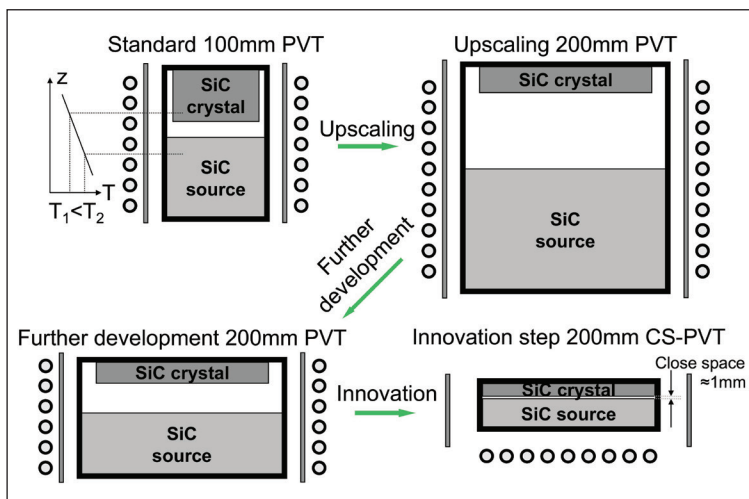 Standard 100mm PVT
Upscaling 200mm PVT
z
SiC
crystal
SiC
source
T
T₁<T₂
Upscaling
SiC crystal
SiC
source
Further
development
Further development 200mm PVT
Innovation step 200mm CS-PVT
SiC crystal
SiC
source
Innovation
Close space
≈1mm
SiC crystal
SiC source